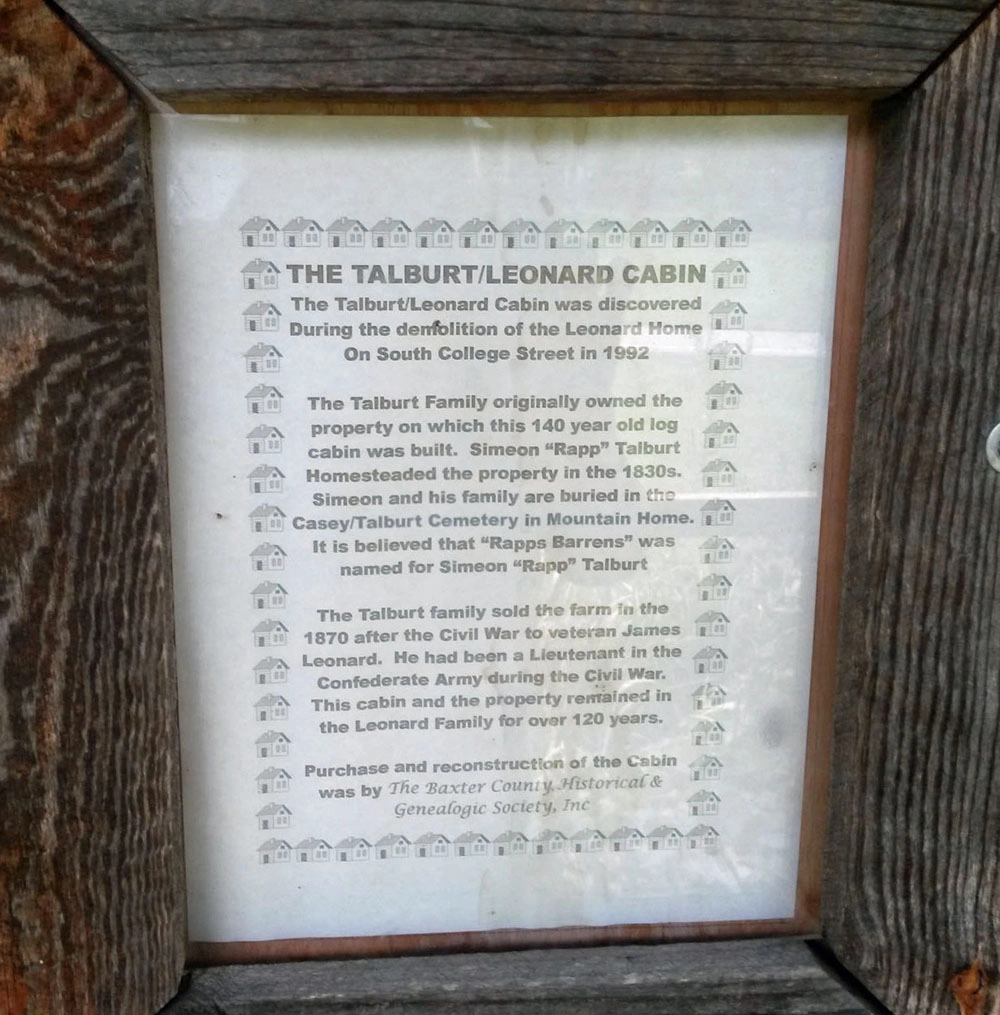 THE TALBURT/LEONARD CABIN
The Talburt/Leonard Cabin was discovered
During the demolition of the Leonard Home
On South College Street in 1992
The Talburt Family originally owned the
property on which this 140 year old log
cabin was built. Simeon “Rapp” Talburt
Homesteaded the property in the 1830s.
Simeon and his family are buried in the
Casey/Talburt Cemetery in Mountain Home.
It is believed that “Rapps Barrens” was
named for Simeon “Rapp” Talburt
The Talburt family sold the farm in the
1870 after the Civil War to veteran James
Leonard. He had been a Lieutenant in the
Confederate Army during the Civil War.
This cabin and the property remained in
the Leonard Family for over 120 years.
Purchase and reconstruction of the Cabin
was by The Baxter County Historical &
Genealogic Society, Inc